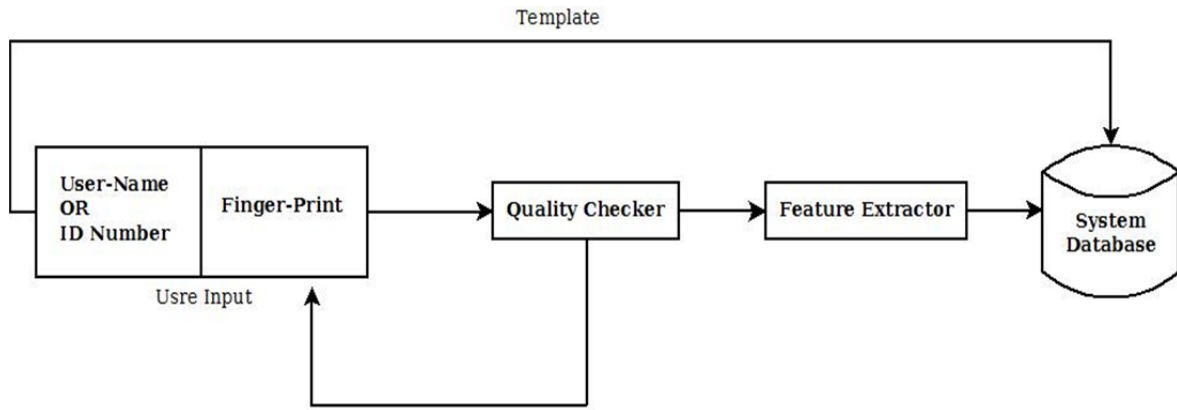 Template
User-Name
OR
ID Number
Finger-Print
Quality Checker
Feature Extractor
System
Database
Usre Input